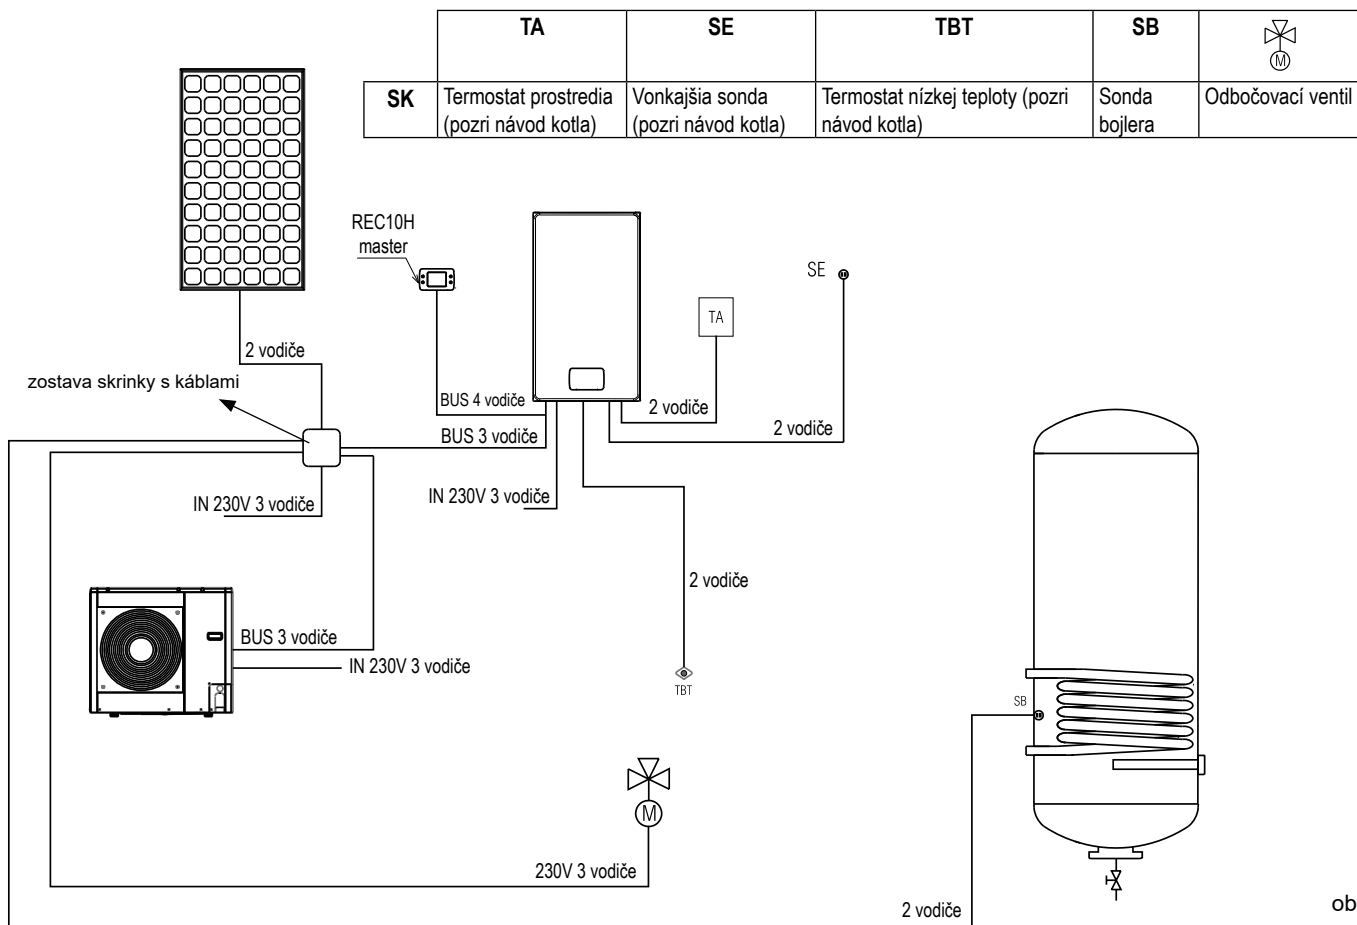 TA SE TBT SB
M
SK Termostat prostredia Vonkajšia sonda Termostat nízkej teploty (pozri Sonda Odbočovací ventil
(pozri návod kotla) (pozri návod kotla) návod kotla) bojlera
REC10H
master
SE
TA
2 vodiče
zostava skrinky s káblami
BUS 4 vodiče
2 vodiče
2 vodiče
BUS 3 vodiče
IN 230V 3 vodiče
IN 230V 3 vodiče
2 vodiče
BUS 3 vodiče
IN 230V 3 vodiče
TBT
SB
M
230V 3 vodiče
2 vodiče
ob